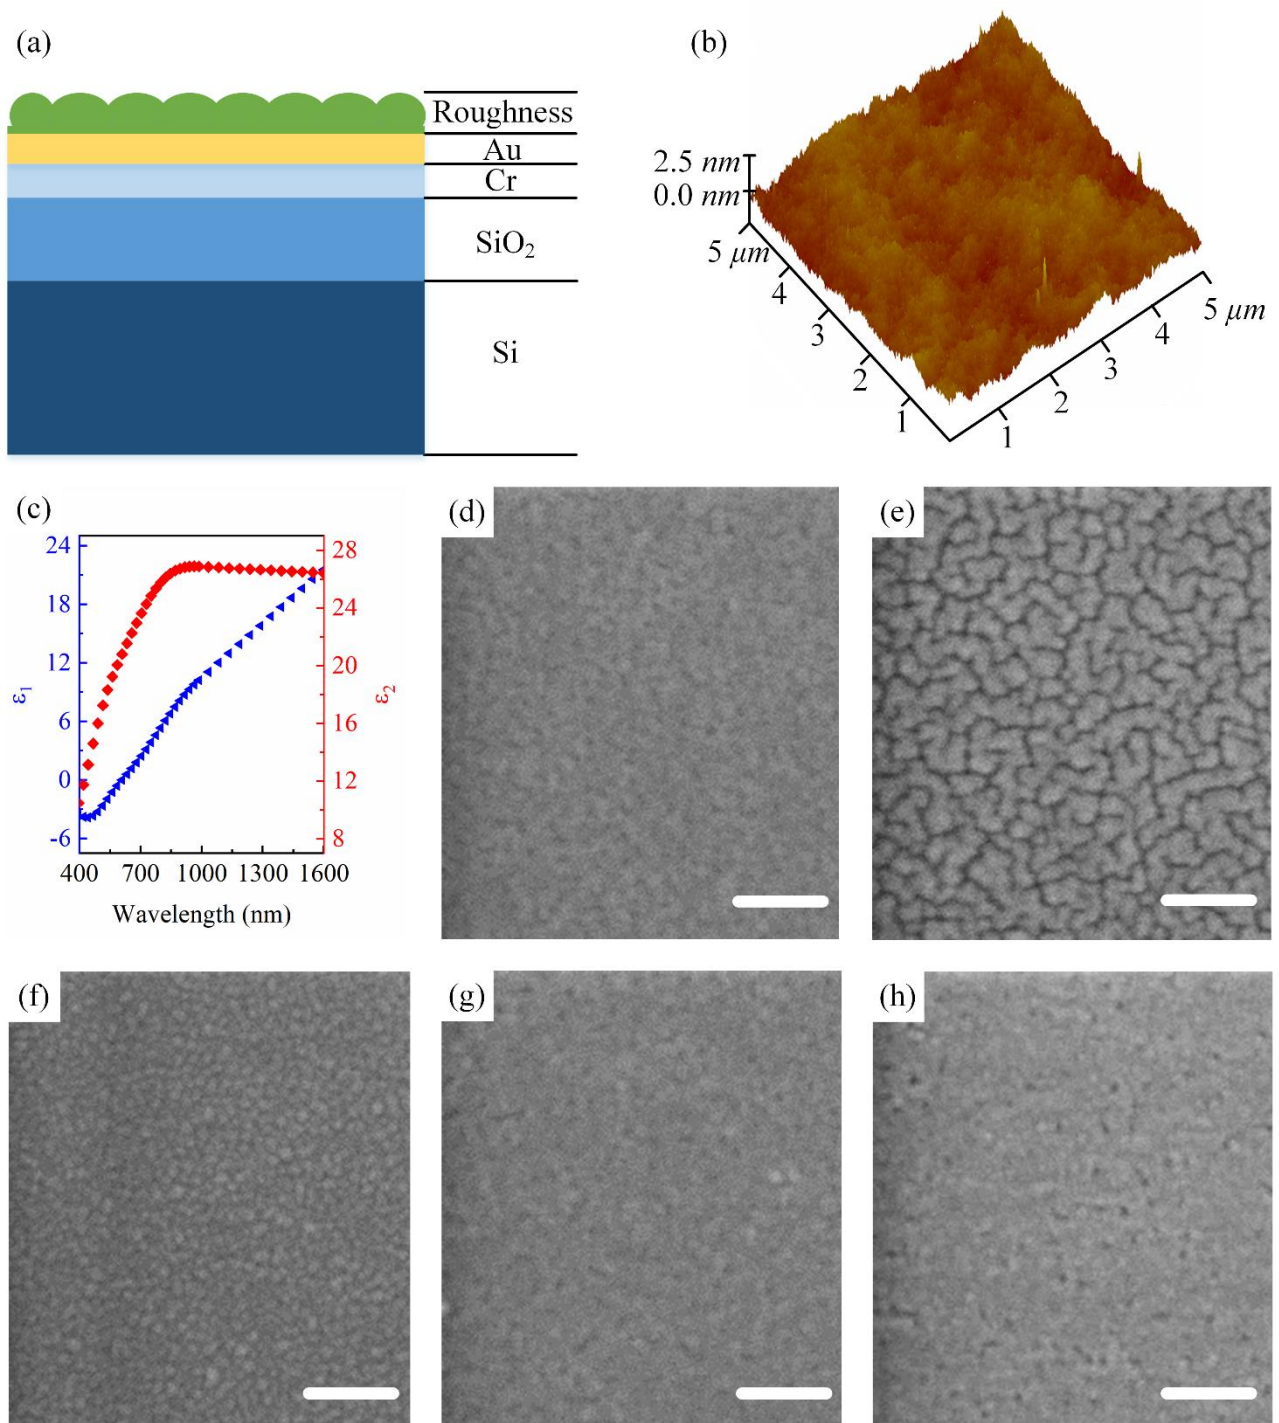 (a)
Roughness
Au
Cr
SiO₂
Si
(b)
2.5 nm
0.0 nm
5 μm
4
3
2
1
1
2
3
4
5 μm
(c)
24
18
12
6
0
-6
ε₁
28
24
20
16
12
8
ε₂
400 700 1000 1300 1600
Wavelength (nm)
(d)
(e)
(f)
(g)
(h)